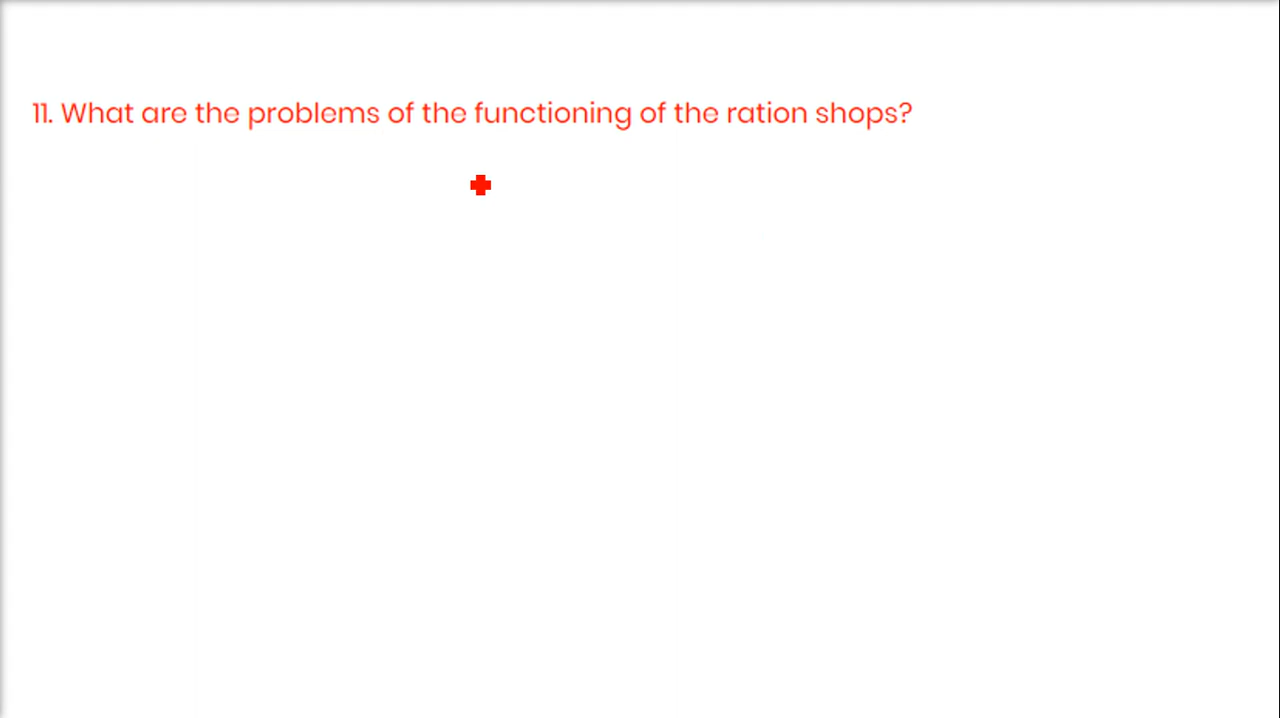 11. What are the problems of the functioning of the ration shops?